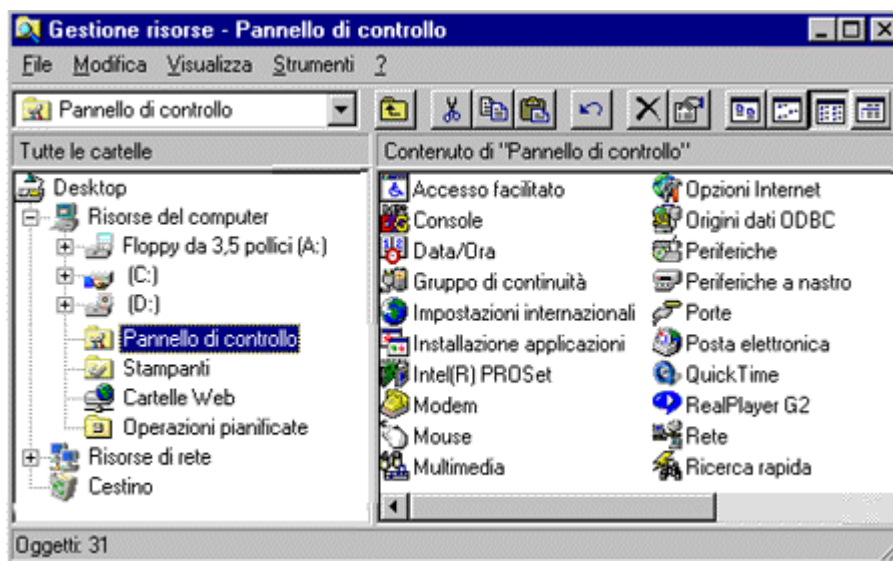 Gestione risorse - Pannello di controllo
File Modifica Visualizza Strumenti ?
Pannello di controllo
Tutte le cartelle
Contenuto di "Pannello di controllo"
Desktop
Risorse del computer
Floppy da 3,5 pollici (A:)
(C:)
(D:)
Pannello di controllo
Stampanti
Cartelle Web
Operazioni pianificate
Risorse di rete
Cestino
Accesso facilitato
Console
Data/Ora
Gruppo di continuità
Impostazioni internazionali
Installazione applicazioni
Intel(R) PROSet
Modem
Mouse
Multimedia
Opzioni Internet
Origini dati ODBC
Periferiche
Periferiche a nastro
Porte
Posta elettronica
QuickTime
RealPlayer G2
Rete
Ricerca rapida
Oggetti: 31